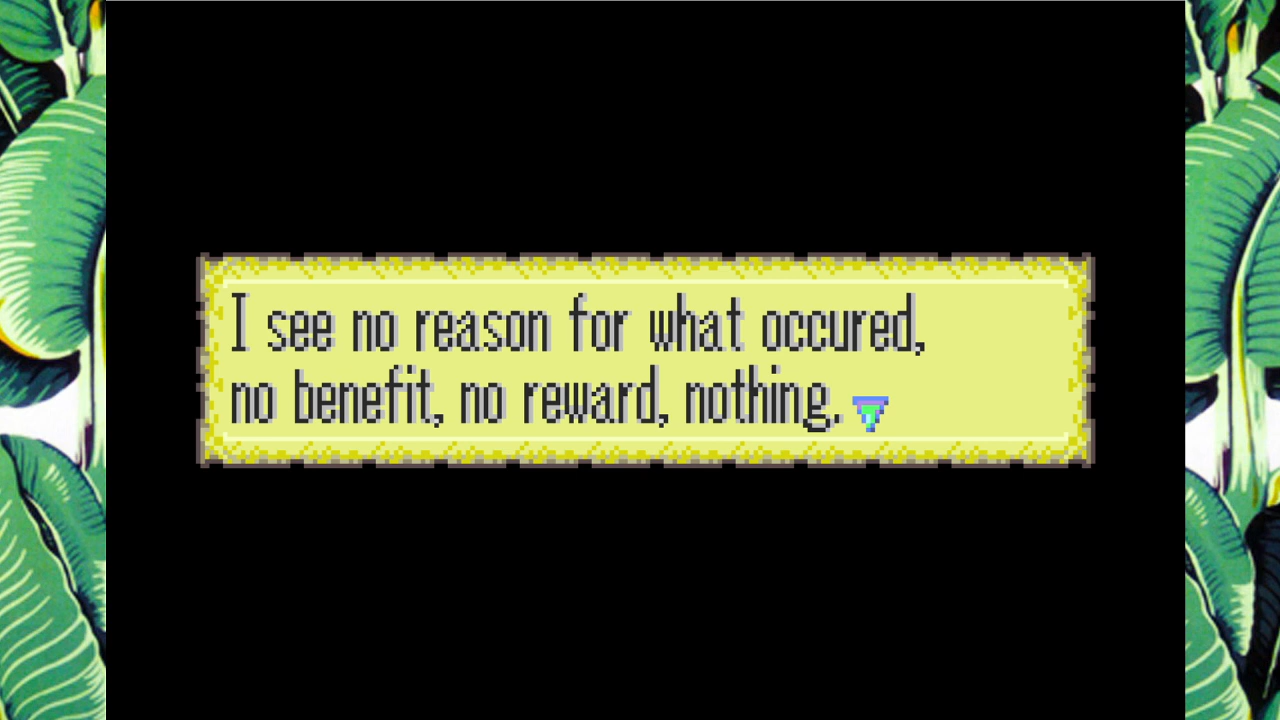 I see no reason for what occured,
no benefit, no reward, nothing.